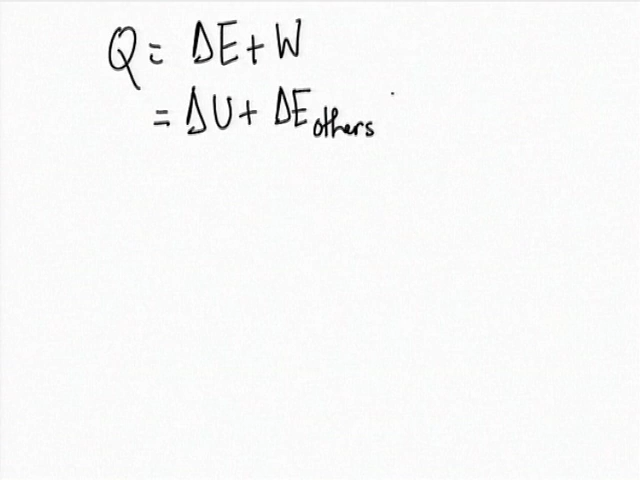 Q = ΔE + W
= ΔU + ΔE others